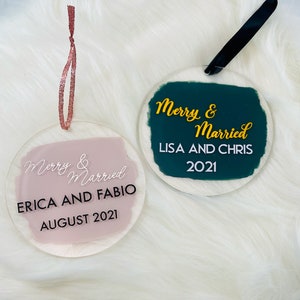 Merry &
Married
ERICA AND FABIO
AUGUST 2021
Merry &
Married
LISA AND CHRIS
2021